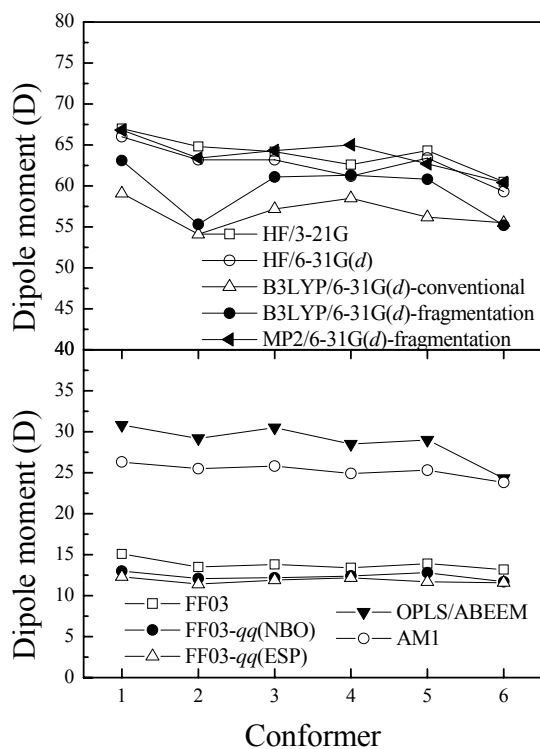 Dipole moment (D)
70
65
60
55
50
45
40
HF/3-21G
HF/6-31G(d)
B3LYP/6-31G(d)-conventional
B3LYP/6-31G(d)-fragmentation
MP2/6-31G(d)-fragmentation
Dipole moment (D)
40
35
30
25
20
15
10
5
0
FF03
FF03-qq(NBO)
FF03-qq(ESP)
OPLS/ABEEM
AM1
1 2 3 4 5 6
Conformer